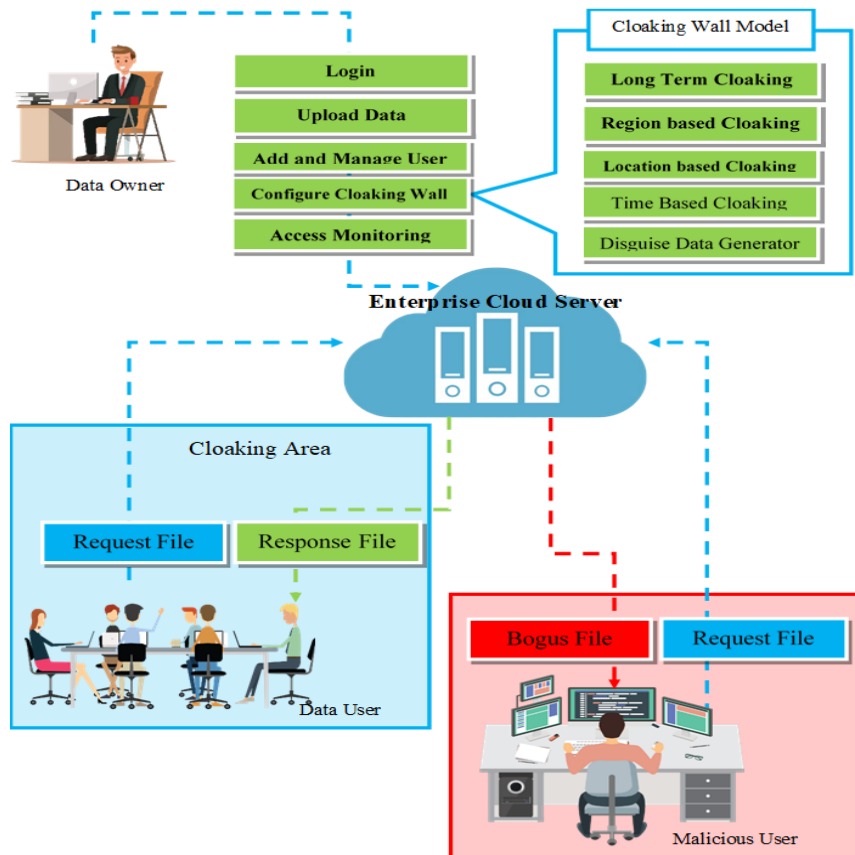 Cloaking Wall Model
Login
Long Term Cloaking
Upload Data
Region based Cloaking
Add and Manage User
Location based Cloaking
Data Owner
Configure Cloaking Wall
Time Based Cloaking
Access Monitoring
Disguise Data Generator
Enterprise Cloud Server
Cloaking Area
Request File
Response File
Bogus File
Request File
Data User
Malicious User